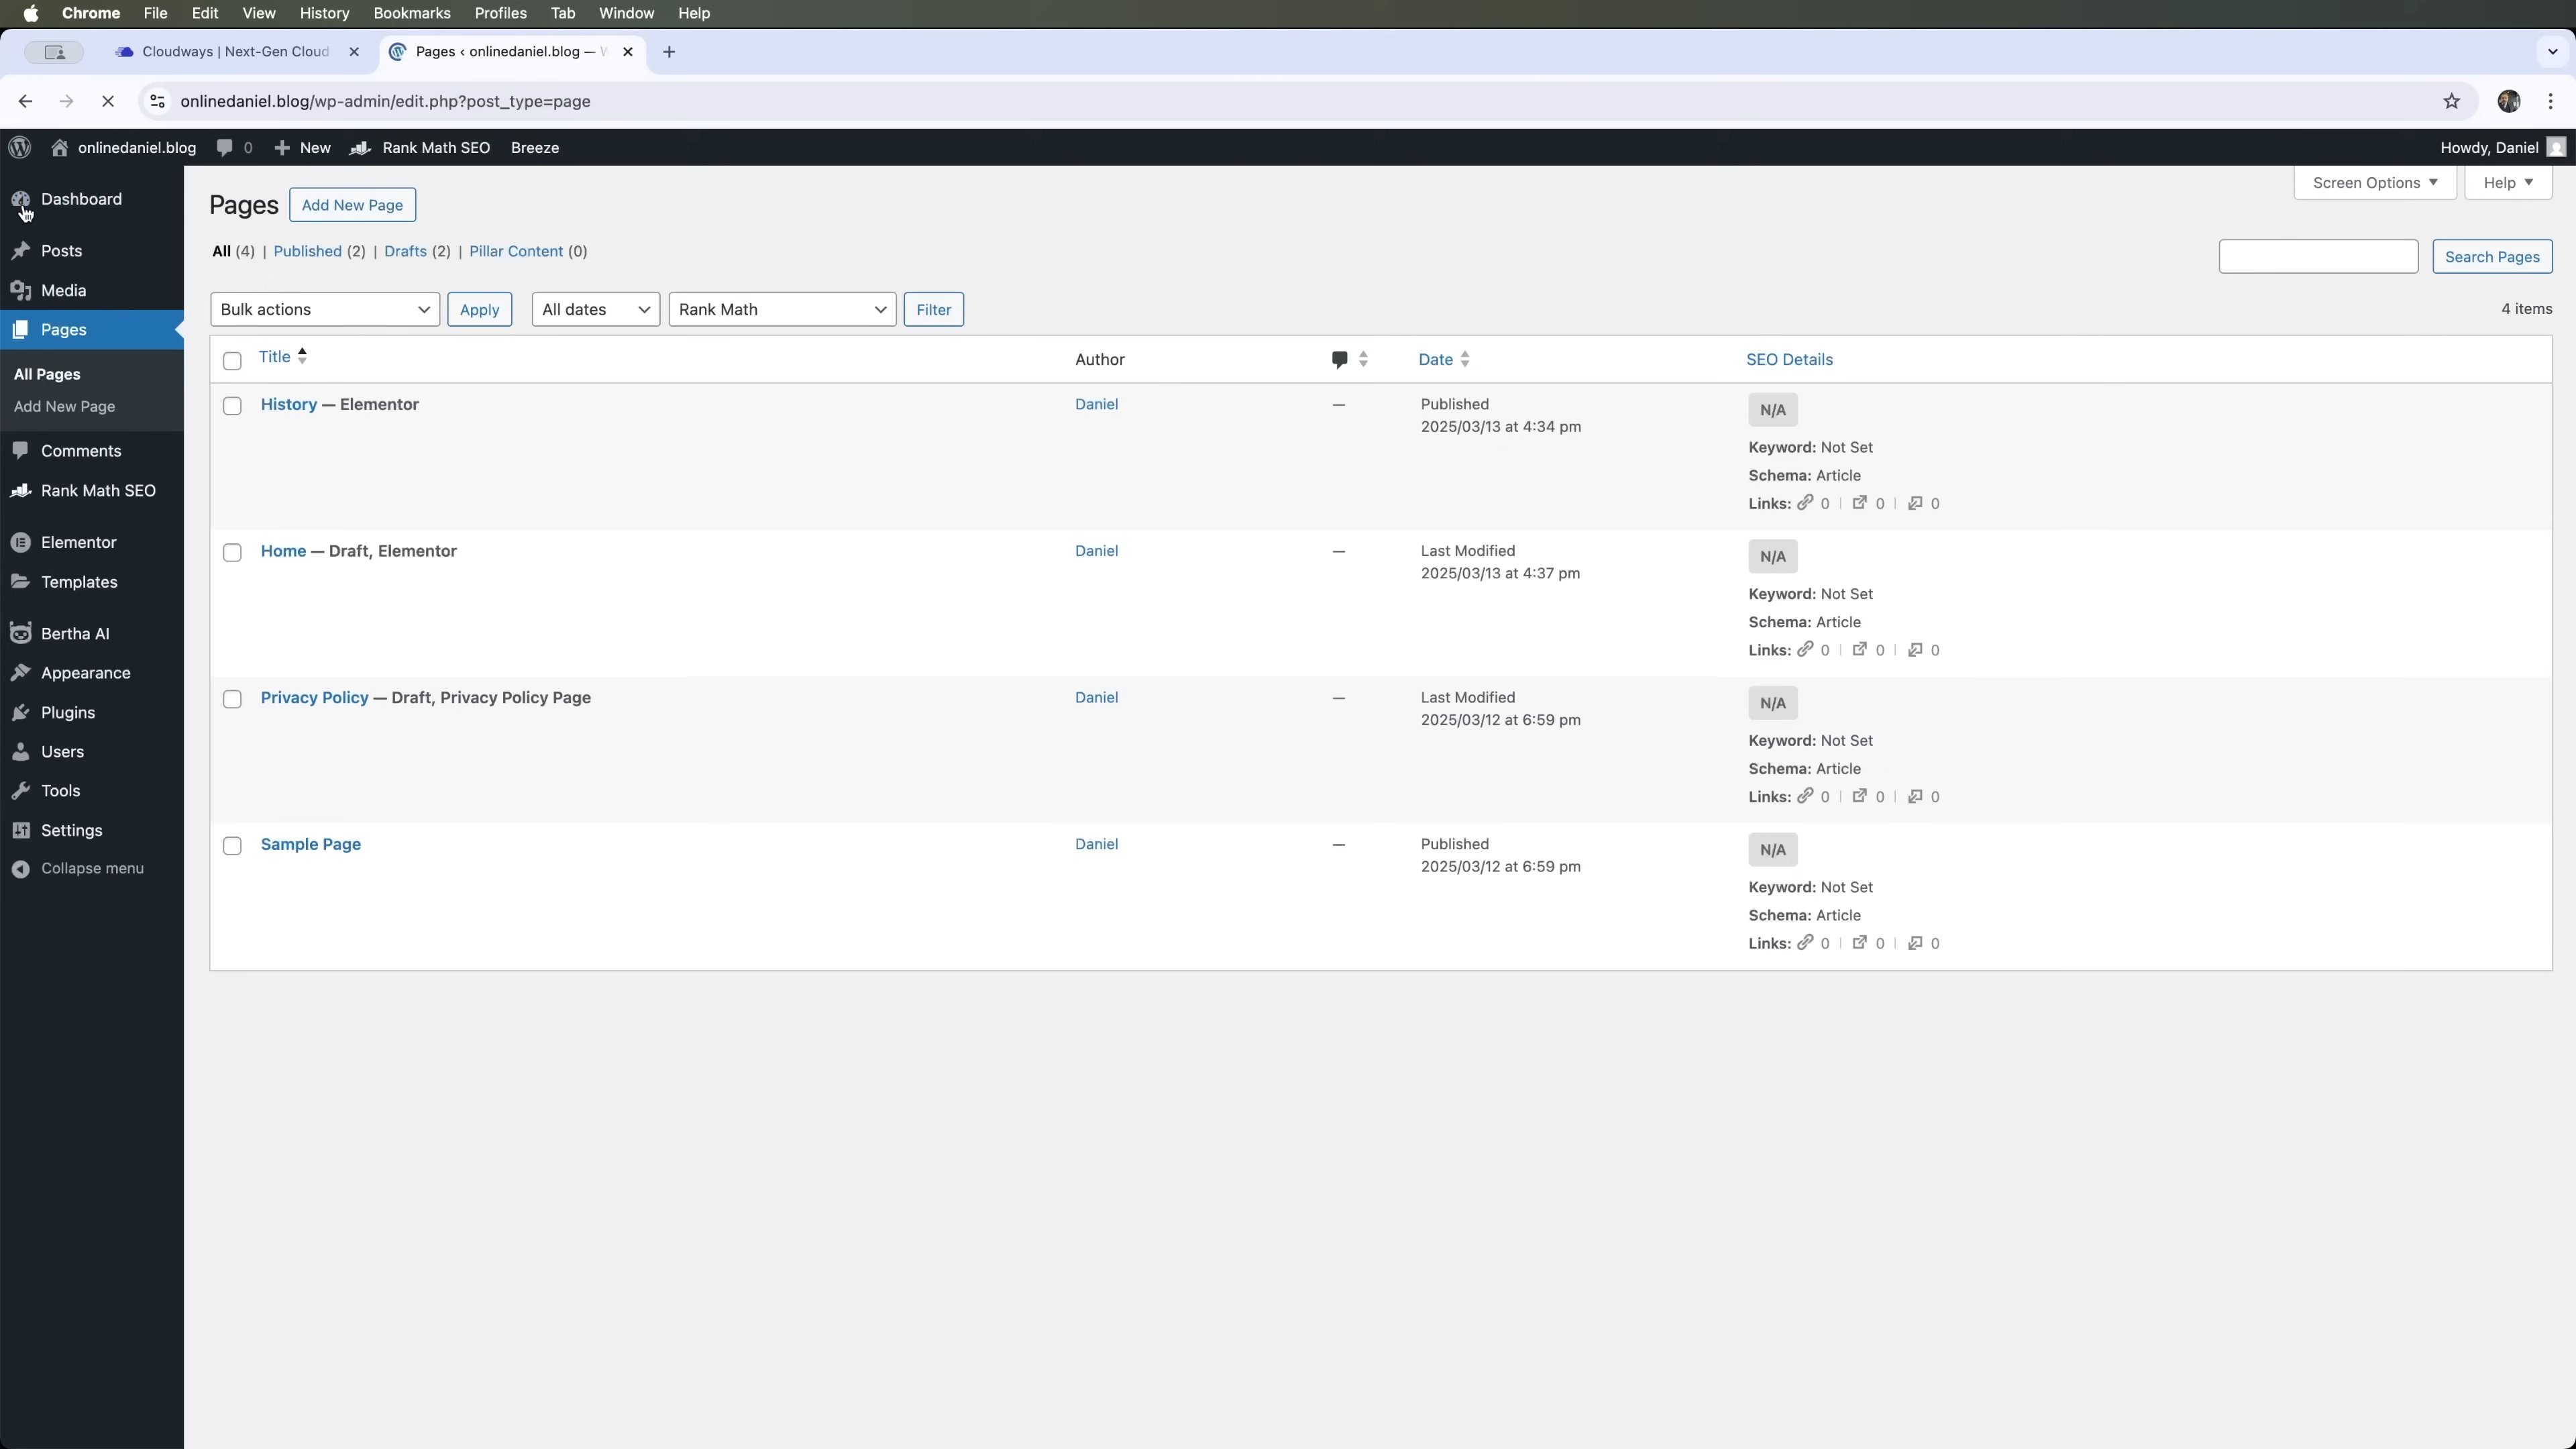 Chrome File Edit View History Bookmarks Profiles Tab Window Help
Cloudways | Next-Gen Cloud
Pages ‹ onlinedaniel.blog —
onlinedaniel.blog/wp-admin/edit.php?post_type=page
onlinedaniel.blog 0 New Rank Math SEO Breeze Howdy, Daniel
Dashboard
Posts
Media
Pages
All Pages
Add New Page
Comments
Rank Math SEO
Elementor
Templates
Bertha AI
Appearance
Plugins
Users
Tools
Settings
Collapse menu
Screen Options Help
Pages Add New Page
All (4) | Published (2) | Drafts (2) | Pillar Content (0)
Search Pages
Bulk actions Apply All dates Rank Math Filter 4 items
Title Author Date SEO Details
History — Elementor Daniel — Published N/A
2025/03/13 at 4:34 pm
Keyword: Not Set
Schema: Article
Links: 0 | 0 | 0
Home — Draft, Elementor Daniel — Last Modified N/A
2025/03/13 at 4:37 pm
Keyword: Not Set
Schema: Article
Links: 0 | 0 | 0
Privacy Policy — Draft, Privacy Policy Page Daniel — Last Modified N/A
2025/03/12 at 6:59 pm
Keyword: Not Set
Schema: Article
Links: 0 | 0 | 0
Sample Page Daniel — Published N/A
2025/03/12 at 6:59 pm
Keyword: Not Set
Schema: Article
Links: 0 | 0 | 0